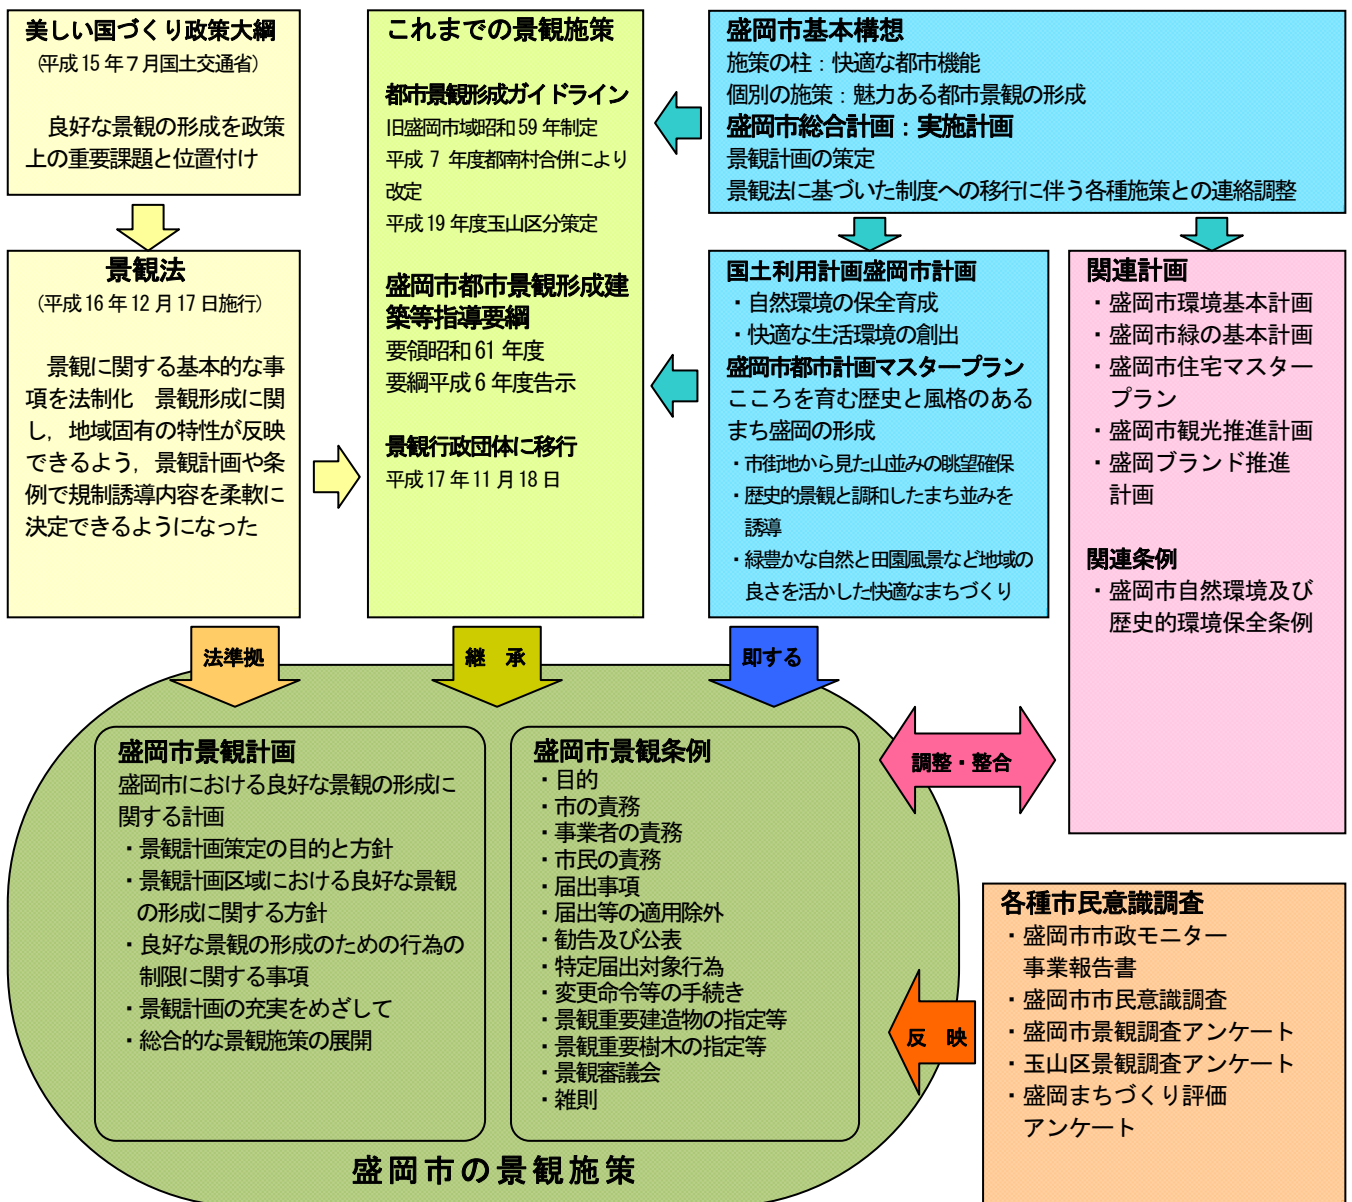 美しい国づくり政策大綱
(平成15年7月国土交通省)
良好な景観の形成を政策
上の重要課題と位置付け
景観法
(平成16年12月17日施行)
景観に関する基本的な事
項を法制化　景観形成に関
し，地域固有の特性が反映
できるよう，景観計画や条
例で規制誘導内容を柔軟に
決定できるようになった
これまでの景観施策
都市景観形成ガイドライン
旧盛岡市域昭和59年制定
平成 7 年度都南村合併により
改定
平成19年度玉山区分策定
盛岡市都市景観形成建
築等指導要綱
要領昭和61年度
要綱平成6年度告示
景観行政団体に移行
平成17年11月18日
盛岡市基本構想
施策の柱：快適な都市機能
個別の施策：魅力ある都市景観の形成
盛岡市総合計画：実施計画
景観計画の策定
景観法に基づいた制度への移行に伴う各種施策との連絡調整
国土利用計画盛岡市計画
・自然環境の保全育成
・快適な生活環境の創出
盛岡市都市計画マスタープラン
こころを育む歴史と風格のある
まち盛岡の形成
・市街地から見た山並みの眺望確保
・歴史的景観と調和したまち並みを
誘導
・緑豊かな自然と田園風景など地域の
良さを活かした快適なまちづくり
関連計画
・盛岡市環境基本計画
・盛岡市緑の基本計画
・盛岡市住宅マスター
プラン
・盛岡市観光推進計画
・盛岡ブランド推進
計画
関連条例
・盛岡市自然環境及び
歴史的環境保全条例
法準拠
継　承
即する
盛岡市景観計画
盛岡市における良好な景観の形成に
関する計画
・景観計画策定の目的と方針
・景観計画区域における良好な景観
の形成に関する方針
・良好な景観の形成のための行為の
制限に関する事項
・景観計画の充実をめざして
・総合的な景観施策の展開
盛岡市景観条例
・目的
・市の責務
・事業者の責務
・市民の責務
・届出事項
・届出等の適用除外
・勧告及び公表
・特定届出対象行為
・変更命令等の手続き
・景観重要建造物の指定等
・景観重要樹木の指定等
・景観審議会
・雑則
調整・整合
各種市民意識調査
・盛岡市市政モニター
事業報告書
・盛岡市市民意識調査
・盛岡市景観調査アンケート
・玉山区景観調査アンケート
・盛岡まちづくり評価
アンケート
反　映
盛岡市の景観施策